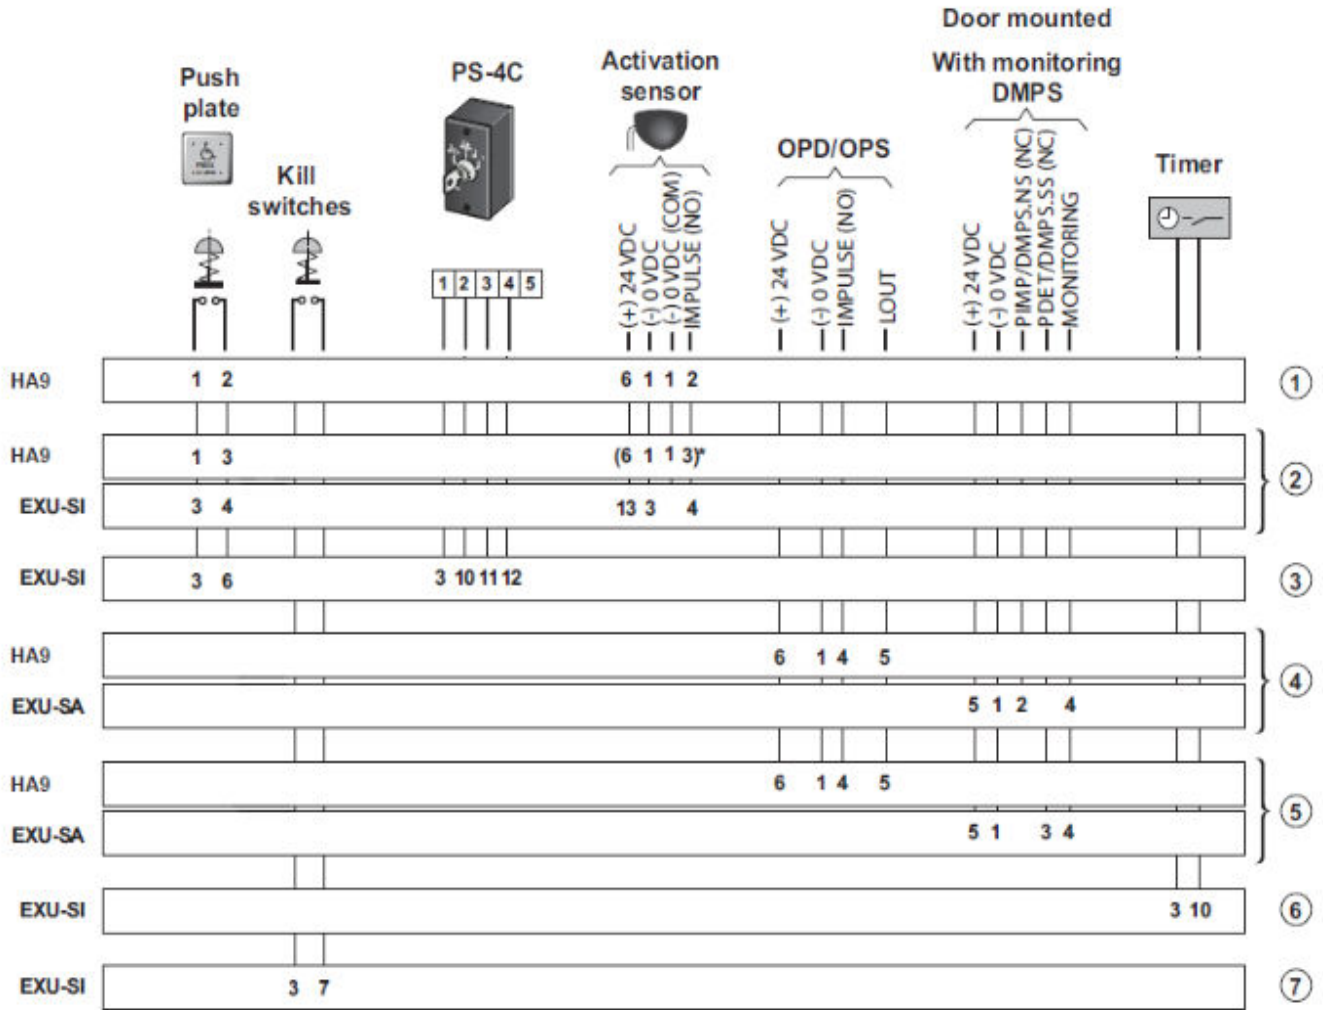 Door mounted
With monitoring
DMPS
Activation
sensor
PS-4C
Push
plate
OPD/OPS
Timer
Kill
switches
1 2 3 4 5
(+) 24 VDC
(-) 0 VDC
(-) 0 VDC (COM)
IMPULSE (NO)
(+) 24 VDC
(-) 0 VDC
IMPULSE (NO)
LOUT
(+) 24 VDC
(-) 0 VDC
PIMP/DMPS.NS (NC)
PDET/DMPS.SS (NC)
MONITORING
HA9 1 2 6 1 1 2 1
HA9 1 3 (6 1 1 3)*
2
EXU-SI 3 4 13 3 4
EXU-SI 3 6 3 10 11 12 3
HA9 6 1 4 5
4
EXU-SA 5 1 2 4
HA9 6 1 4 5
5
EXU-SA 5 1 3 4
EXU-SI 3 10 6
EXU-SI 3 7 7